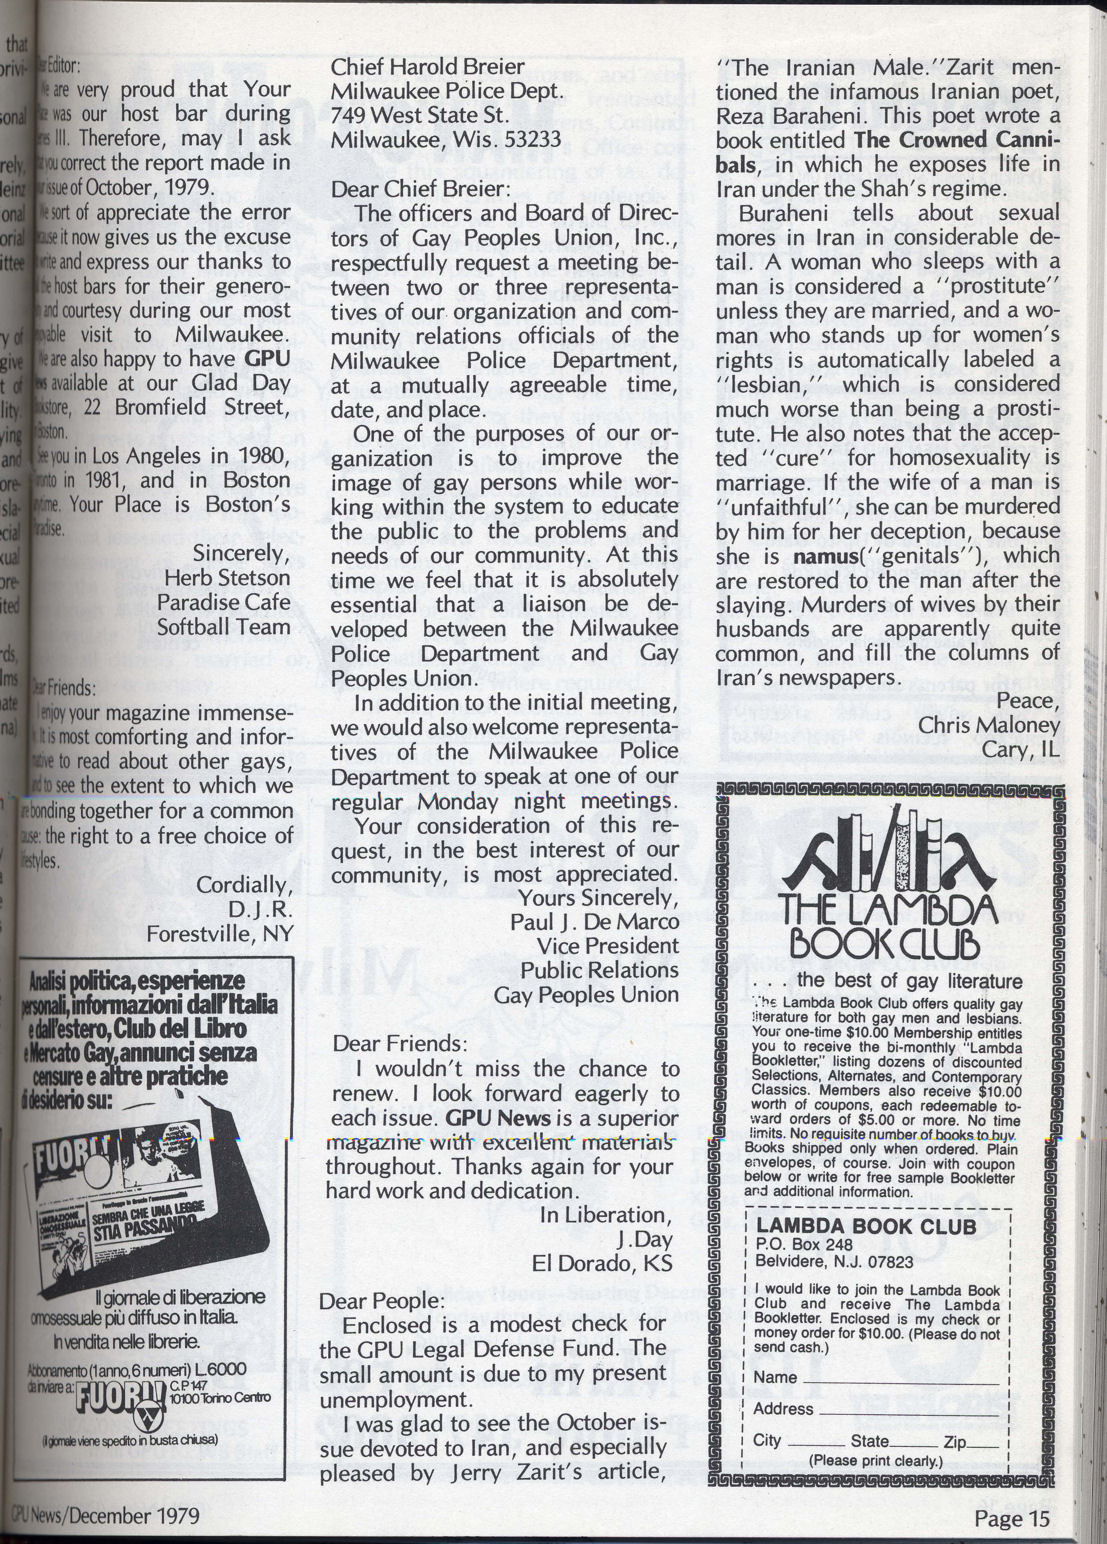 that
Editor:
are very proud that Your
was our host bar during
III. Therefore, may I ask
you correct the report made in
issue of October, 1979.
sort of appreciate the error
it now gives us the excuse
and express our thanks to
the host bars for their genero-
and courtesy during our most
visit to Milwaukee.
are also happy to have GPU
available at our Glad Day
22 Bromfield Street,
Boston.
See you in Los Angeles in 1980,
in 1981, and in Boston
Your Place is Boston's
Sincerely,
Herb Stetson
Paradise Cafe
Softball Team
Friends:
I enjoy your magazine immense-
It is most comforting and infor-
to read about other gays,
and to see the extent to which we
bonding together for a common
the right to a free choice of
Cordially,
D.J.R.
Forestville, NY
Analisi politica, esperienze
personali, informazioni dall'Italia
e dall'estero, Club del Libro
e Mercato Gay, annunci senza
censure e altre pratiche
di desiderio su:
FUORI!
LIBERAZIONE
OMOSESSUALE
SEMBRA CHE UNA LEGGE
STIA PASSANDO
Il giornale di liberazione
omosessuale più diffuso in Italia.
In vendita nelle librerie.
Abbonamento (1 anno, 6 numeri) L.6000
da inviare a: FUORI! C.P 147
10100 Torino Centro
(il giornale viene spedito in busta chiusa)
GPU News/December 1979
Chief Harold Breier
Milwaukee Police Dept.
749 West State St.
Milwaukee, Wis. 53233
Dear Chief Breier:
The officers and Board of Direc-
tors of Gay Peoples Union, Inc.,
respectfully request a meeting be-
tween two or three representa-
tives of our organization and com-
munity relations officials of the
Milwaukee Police Department,
at a mutually agreeable time,
date, and place.
One of the purposes of our or-
ganization is to improve the
image of gay persons while wor-
king within the system to educate
the public to the problems and
needs of our community. At this
time we feel that it is absolutely
essential that a liaison be de-
veloped between the Milwaukee
Police Department and Gay
Peoples Union.
In addition to the initial meeting,
we would also welcome representa-
tives of the Milwaukee Police
Department to speak at one of our
regular Monday night meetings.
Your consideration of this re-
quest, in the best interest of our
community, is most appreciated.
Yours Sincerely,
Paul J. De Marco
Vice President
Public Relations
Gay Peoples Union
Dear Friends:
I wouldn't miss the chance to
renew. I look forward eagerly to
each issue. GPU News is a superior
magazine with excellent materials
throughout. Thanks again for your
hard work and dedication.
In Liberation,
J.Day
El Dorado, KS
Dear People:
Enclosed is a modest check for
the GPU Legal Defense Fund. The
small amount is due to my present
unemployment.
I was glad to see the October is-
sue devoted to Iran, and especially
pleased by Jerry Zarit's article,
"The Iranian Male."Zarit men-
tioned the infamous Iranian poet,
Reza Baraheni. This poet wrote a
book entitled The Crowned Canni-
bals, in which he exposes life in
Iran under the Shah's regime.
Buraheni tells about sexual
mores in Iran in considerable de-
tail. A woman who sleeps with a
man is considered a "prostitute"
unless they are married, and a wo-
man who stands up for women's
rights is automatically labeled a
"lesbian," which is considered
much worse than being a prosti-
tute. He also notes that the accep-
ted "cure" for homosexuality is
marriage. If the wife of a man is
"unfaithful", she can be murdered
by him for her deception, because
she is namus("genitals"), which
are restored to the man after the
slaying. Murders of wives by their
husbands are apparently quite
common, and fill the columns of
Iran's newspapers.
Peace,
Chris Maloney
Cary, IL
THE LAMBDA
BOOK CLUB
. . . the best of gay literature
The Lambda Book Club offers quality gay
literature for both gay men and lesbians.
Your one-time $10.00 Membership entitles
you to receive the bi-monthly "Lambda
Bookletter," listing dozens of discounted
Selections, Alternates, and Contemporary
Classics. Members also receive $10.00
worth of coupons, each redeemable to-
ward orders of $5.00 or more. No time
limits. No requisite number of books to buy.
Books shipped only when ordered. Plain
envelopes, of course. Join with coupon
below or write for free sample Bookletter
and additional information.
LAMBDA BOOK CLUB
P.O. Box 248
Belvidere, N.J. 07823
I would like to join the Lambda Book
Club and receive The Lambda
Bookletter. Enclosed is my check or
money order for $10.00. (Please do not
send cash.)
Name
Address
City State Zip
(Please print clearly.)
Page 15